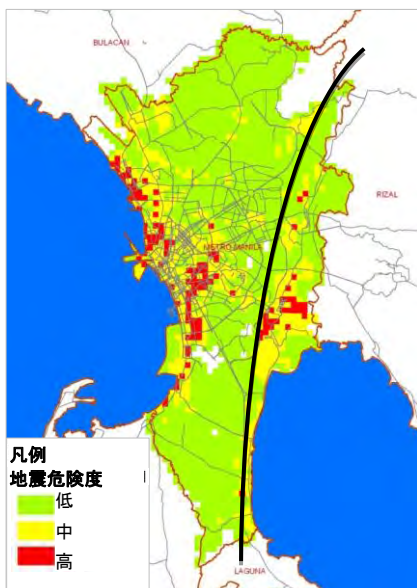 BULACAN
RIZAL
METRO MANILA
凡例
地震危険度
低
中
高
LAGUNA